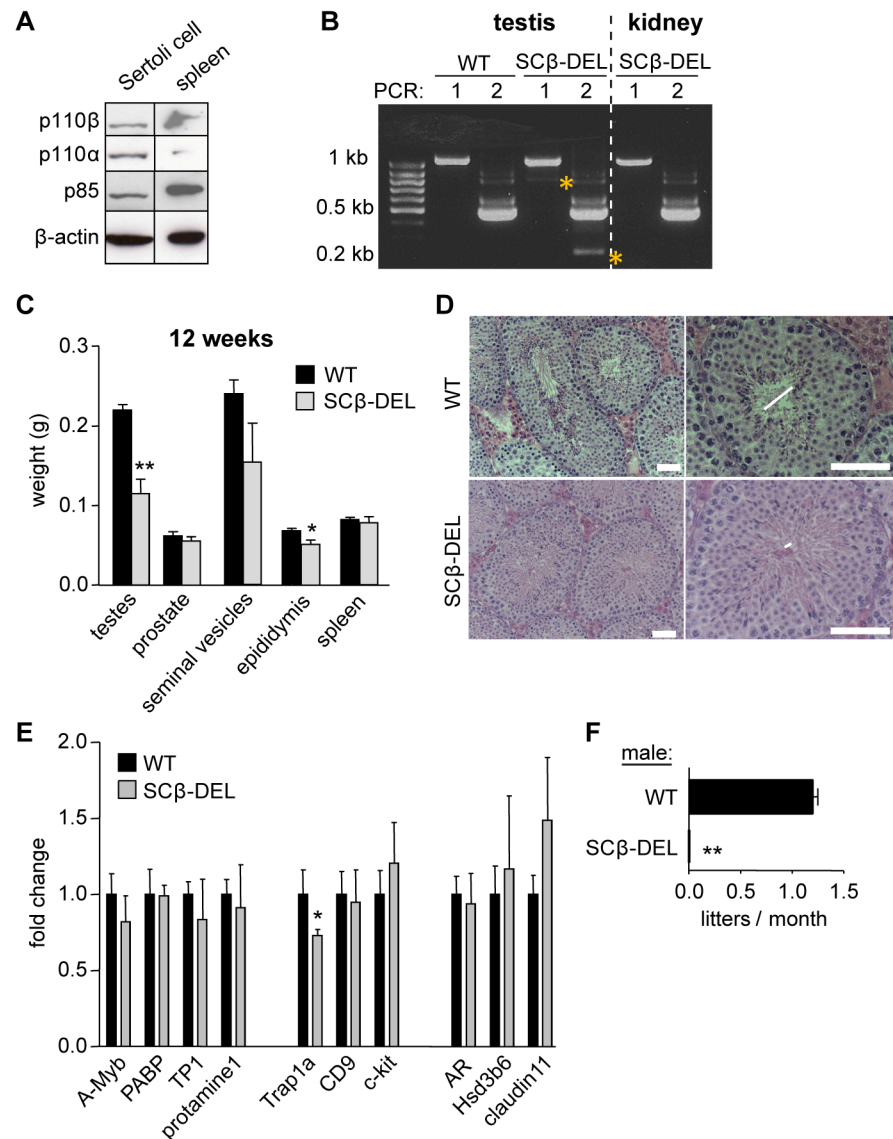 A
Sertoli cell
spleen
p110β
p110α
p85
β-actin
B
testis
kidney
WT
SCβ-DEL
SCβ-DEL
PCR: 1 2 1 2 1 2
1 kb
0.5 kb
0.2 kb
*
*
C
12 weeks
WT
SCβ-DEL
weight (g)
0.3
0.2
0.1
0.0
**
*
testes
prostate
seminal vesicles
epididymis
spleen
D
WT
SCβ-DEL
E
WT
SCβ-DEL
fold change
2.0
1.5
1.0
0.5
0.0
*
A-Myb
PABP
TP1
protamine1
Trap1a
CD9
c-kit
AR
Hsd3b6
claudin11
F
male:
WT
SCβ-DEL
**
0.0 0.5 1.0 1.5
litters / month